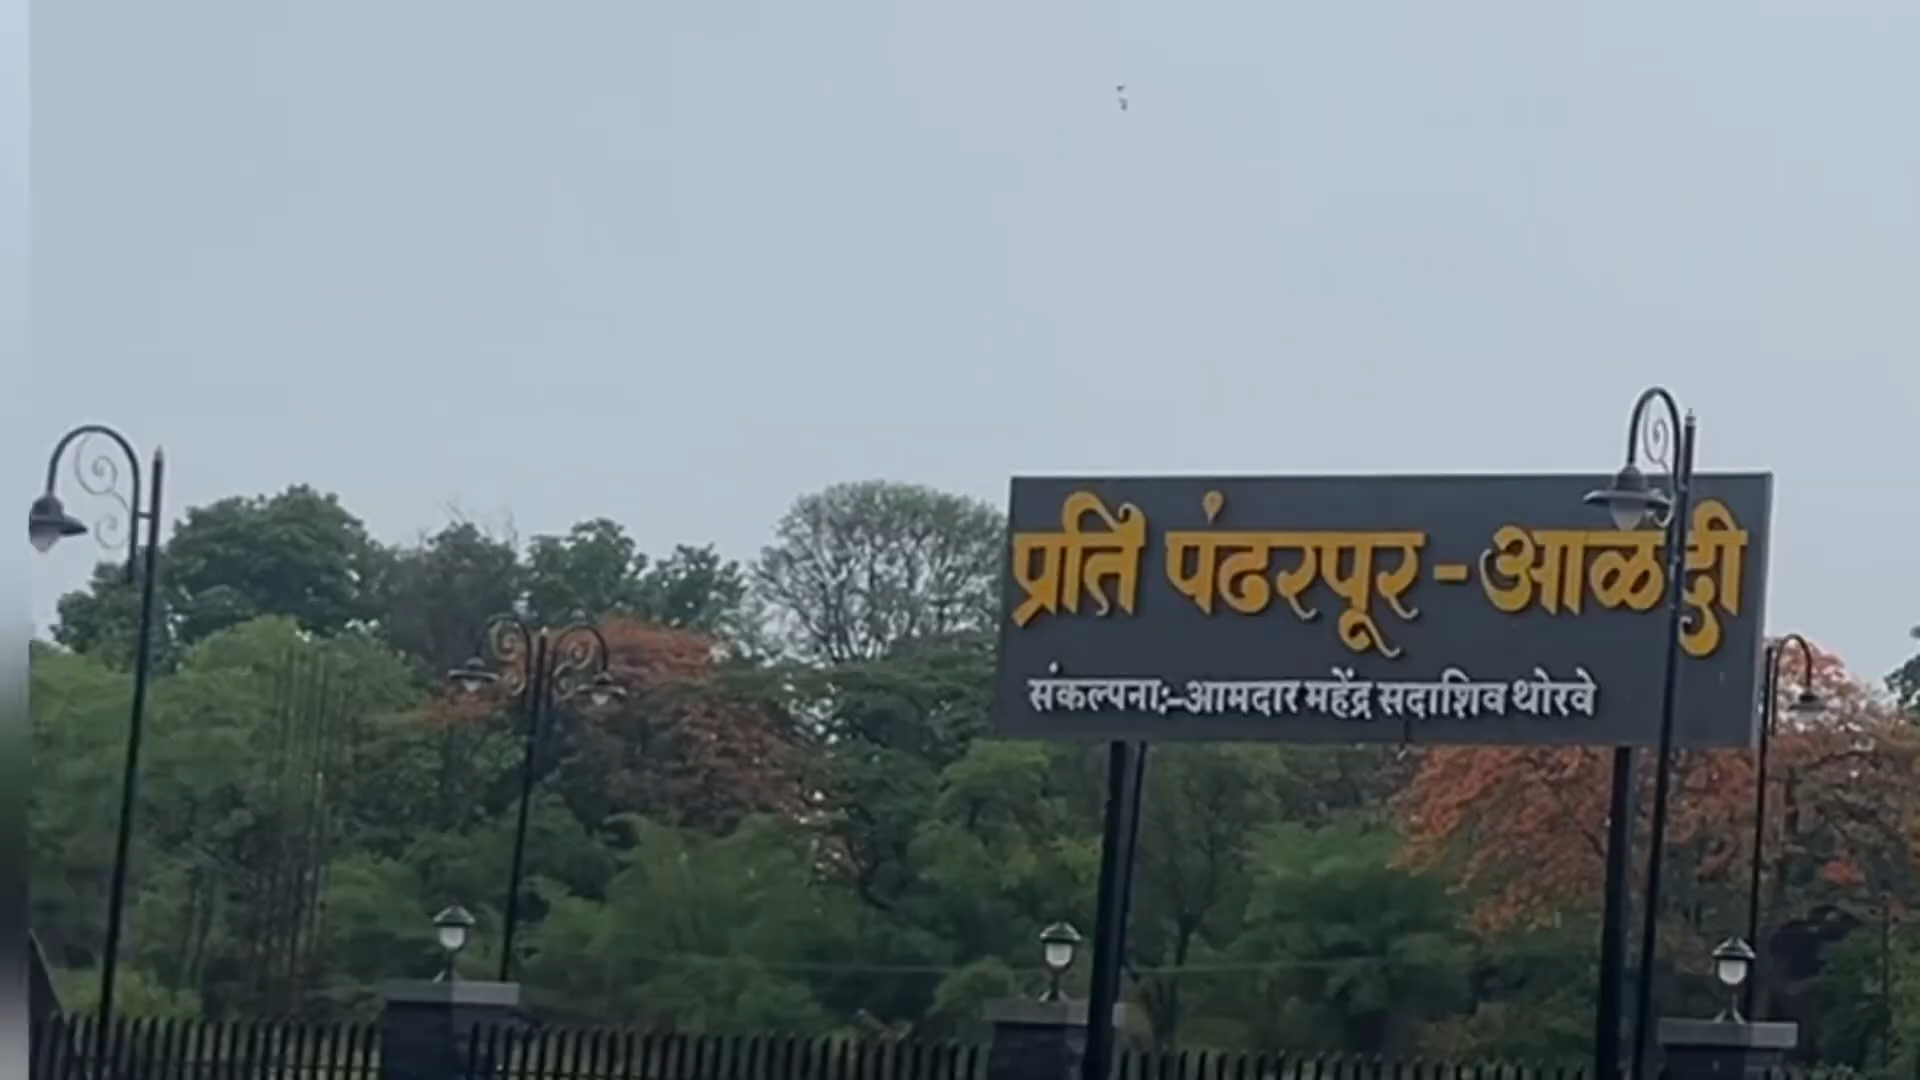 प्रति पंढरपूर-आळंदी
संकल्पना:-आमदार महेंद्र सदाशिव थोरवे